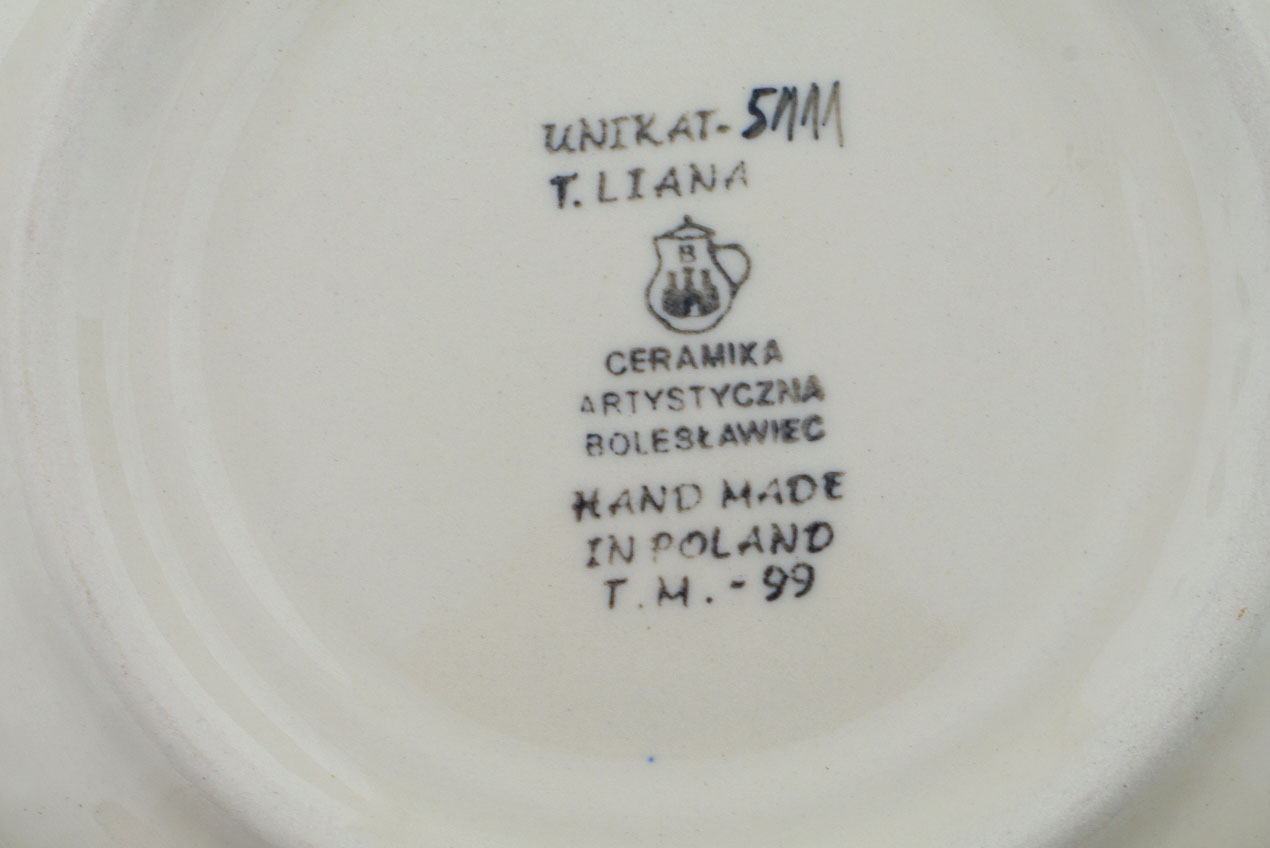 UNIKAT-5111
T. LIANA
B
CERAMIKA
ARTYSTYCZNA
BOLESŁAWIEC
HAND MADE
IN POLAND
T.M.-99